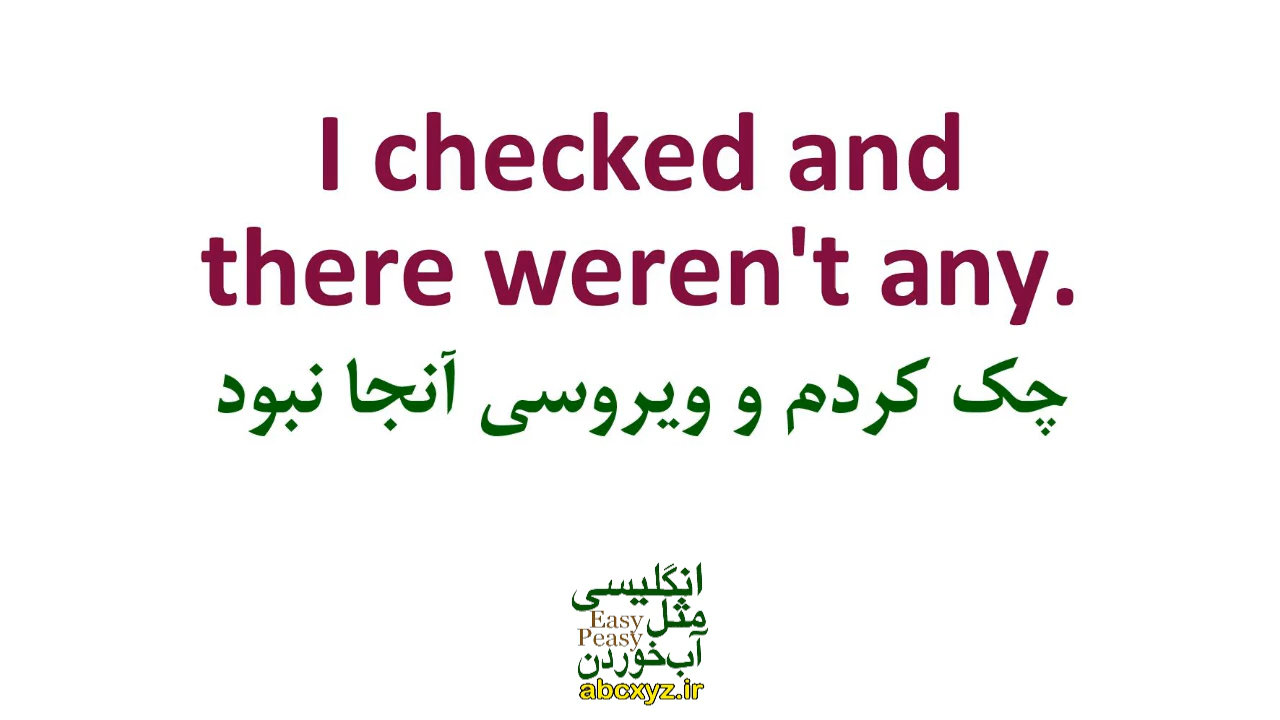 I checked and
there weren't any.
چک کردم و ویروسی آنجا نبود
انگلیسی
مثل
Easy
Peasy
آب‌خوردن
abcxyz.ir